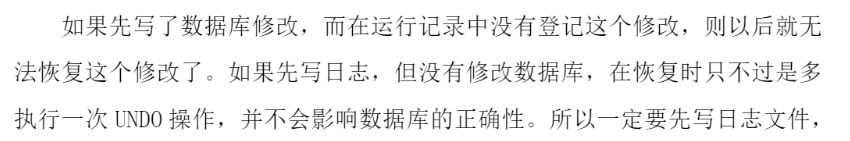 如果先写了数据库修改，而在运行记录中没有登记这个修改，则以后就无
法恢复这个修改了。如果先写日志，但没有修改数据库，在恢复时只不过是多
执行一次 UNDO 操作，并不会影响数据库的正确性。所以一定要先写日志文件，